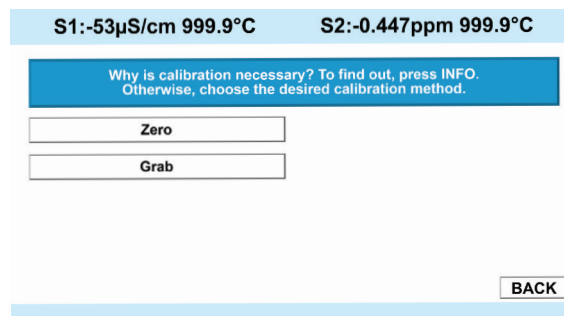 S1:-53µS/cm 999.9°C S2:-0.447ppm 999.9°C
Why is calibration necessary? To find out, press INFO.
Otherwise, choose the desired calibration method.
Zero
Grab
BACK